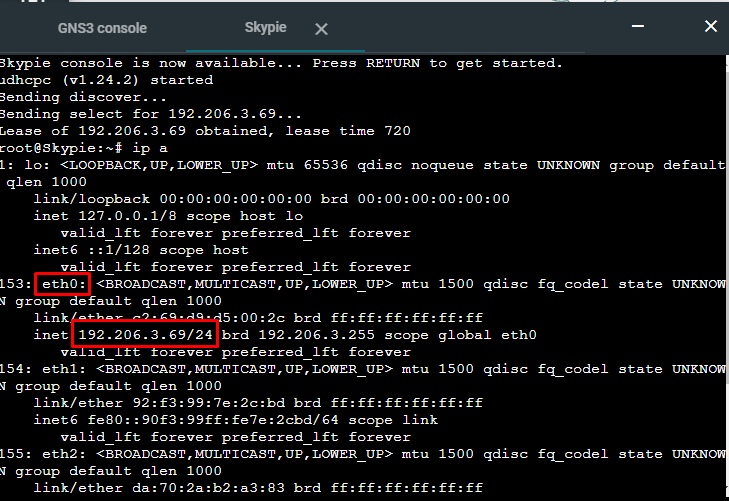 GNS3 console
Skypie
Skypie console is now available... Press RETURN to get started.
udhcpc (v1.24.2) started
Sending discover...
Sending select for 192.206.3.69...
Lease of 192.206.3.69 obtained, lease time 720
root@Skypie:~# ip a
1: lo: <LOOPBACK,UP,LOWER_UP> mtu 65536 qdisc noqueue state UNKNOWN group default
 qlen 1000
    link/loopback 00:00:00:00:00:00 brd 00:00:00:00:00:00
    inet 127.0.0.1/8 scope host lo
       valid_lft forever preferred_lft forever
    inet6 ::1/128 scope host
       valid_lft forever preferred_lft forever
153: eth0: <BROADCAST,MULTICAST,UP,LOWER_UP> mtu 1500 qdisc fq_codel state UNKNOW
N group default qlen 1000
    link/ether c2:69:d9:d5:00:2c brd ff:ff:ff:ff:ff:ff
    inet 192.206.3.69/24 brd 192.206.3.255 scope global eth0
       valid_lft forever preferred_lft forever
154: eth1: <BROADCAST,MULTICAST,UP,LOWER_UP> mtu 1500 qdisc fq_codel state UNKNOW
N group default qlen 1000
    link/ether 92:f3:99:7e:2c:bd brd ff:ff:ff:ff:ff:ff
    inet6 fe80::90f3:99ff:fe7e:2cbd/64 scope link
       valid_lft forever preferred_lft forever
155: eth2: <BROADCAST,MULTICAST,UP,LOWER_UP> mtu 1500 qdisc fq_codel state UNKNOW
N group default qlen 1000
    link/ether da:70:2a:b2:a3:83 brd ff:ff:ff:ff:ff:ff